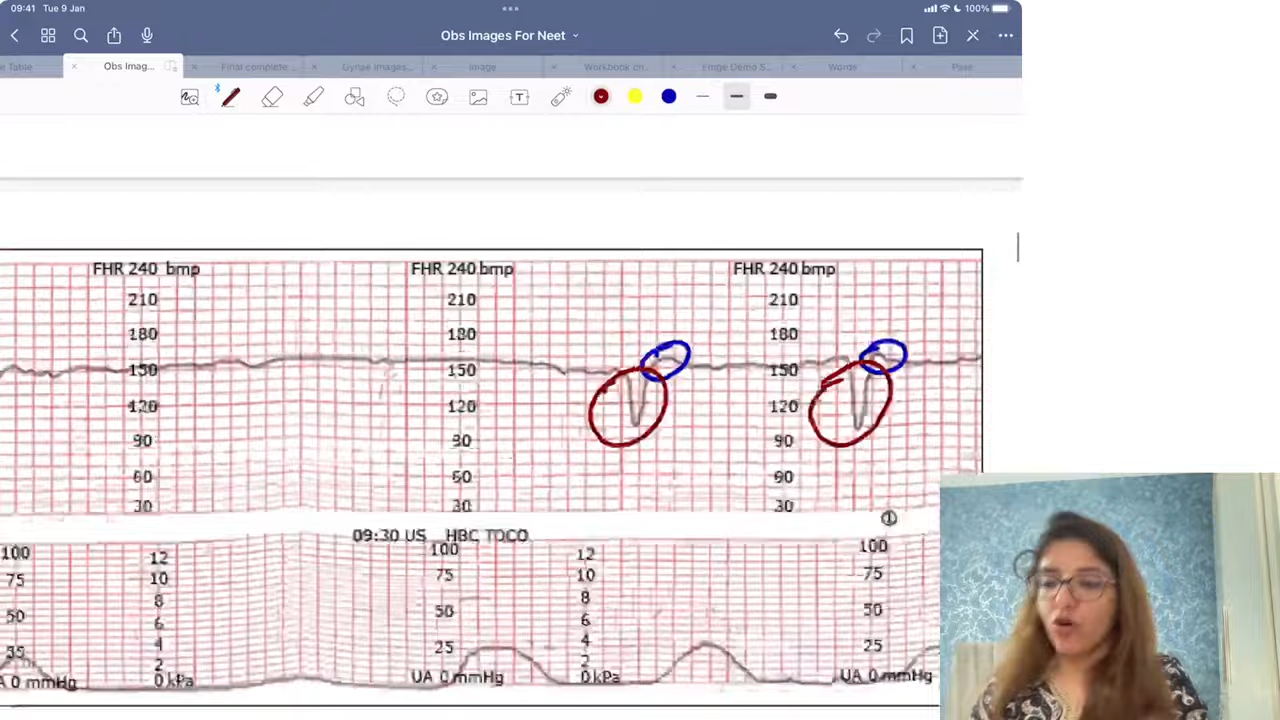 09:41 Tue 9 Jan
100%
Obs Images For Neet
e Table
Obs Imag...
Final complete...
Gynae Images...
Image
Workbook on...
Emge Demo S...
Words
T
FHR 240 bmp FHR 240 bmp FHR 240 bmp
210 210 210
180 180 180
150 150 150
120 120 120
90 90 90
60 60 90
30 30 30
09:30 US HBC TOCO
①
100 12 100 12 100
75 10 75 10 75
50 8 50 8 50
6 6
35 4 25 4 25
2 2
A 0 mmHg 0 kPa UA 0 mmHg 0 kPa UA 0 mmHg